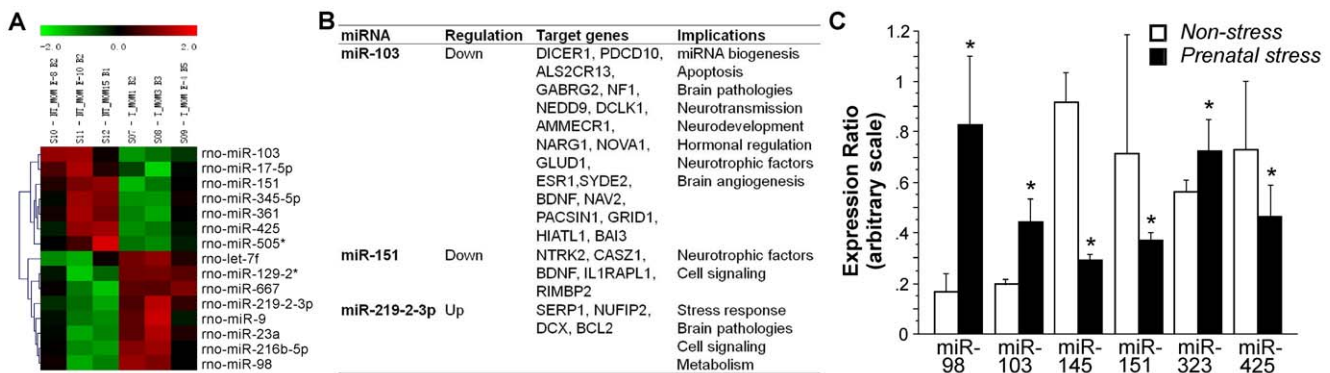 A
-2.0 0.0 2.0
S10 - NT_MOM E-8 B2
S11 - NT_MOM E-10 B2
S12 - NT_MOM15 B1
S07 - T_MOM1 B2
S08 - T_MOM3 B3
S09 - T_MOM E-1 B5
rno-miR-103
rno-miR-17-5p
rno-miR-151
rno-miR-345-5p
rno-miR-361
rno-miR-425
rno-miR-505*
rno-let-7f
rno-miR-129-2*
rno-miR-667
rno-miR-219-2-3p
rno-miR-9
rno-miR-23a
rno-miR-216b-5p
rno-miR-98
B
miRNA Regulation Target genes Implications
miR-103 Down DICER1, PDCD10, miRNA biogenesis
ALS2CR13, Apoptosis
GABRG2, NF1, Brain pathologies
NEDD9, DCLK1, Neurotransmission
AMMECR1, Neurodevelopment
NARG1, NOVA1, Hormonal regulation
GLUD1, Neurotrophic factors
ESR1,SYDE2, Brain angiogenesis
BDNF, NAV2,
PACSIN1, GRID1,
HIATL1, BAI3
miR-151 Down NTRK2, CASZ1, Neurotrophic factors
BDNF, IL1RAPL1, Cell signaling
RIMBP2
miR-219-2-3p Up SERP1, NUFIP2, Stress response
DCX, BCL2 Brain pathologies
Cell signaling
Metabolism
C
Non-stress
Prenatal stress
Expression Ratio
(arbitrary scale)
1.2
1
.8
.6
.4
.2
0
* * * * * *
miR- miR- miR- miR- miR- miR-
98 103 145 151 323 425